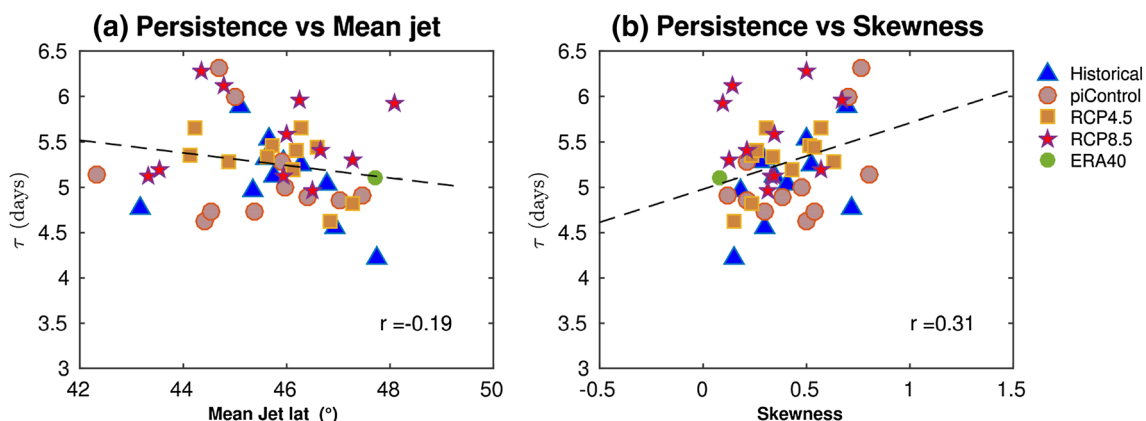 (a) Persistence vs Mean jet
6.5
6
5.5
5
4.5
4
3.5
3
τ (days)
r =-0.19
42 44 46 48 50
Mean Jet lat (°)
(b) Persistence vs Skewness
6.5
6
5.5
5
4.5
4
3.5
3
τ (days)
r =0.31
-0.5 0 0.5 1 1.5
Skewness
Historical
piControl
RCP4.5
RCP8.5
ERA40